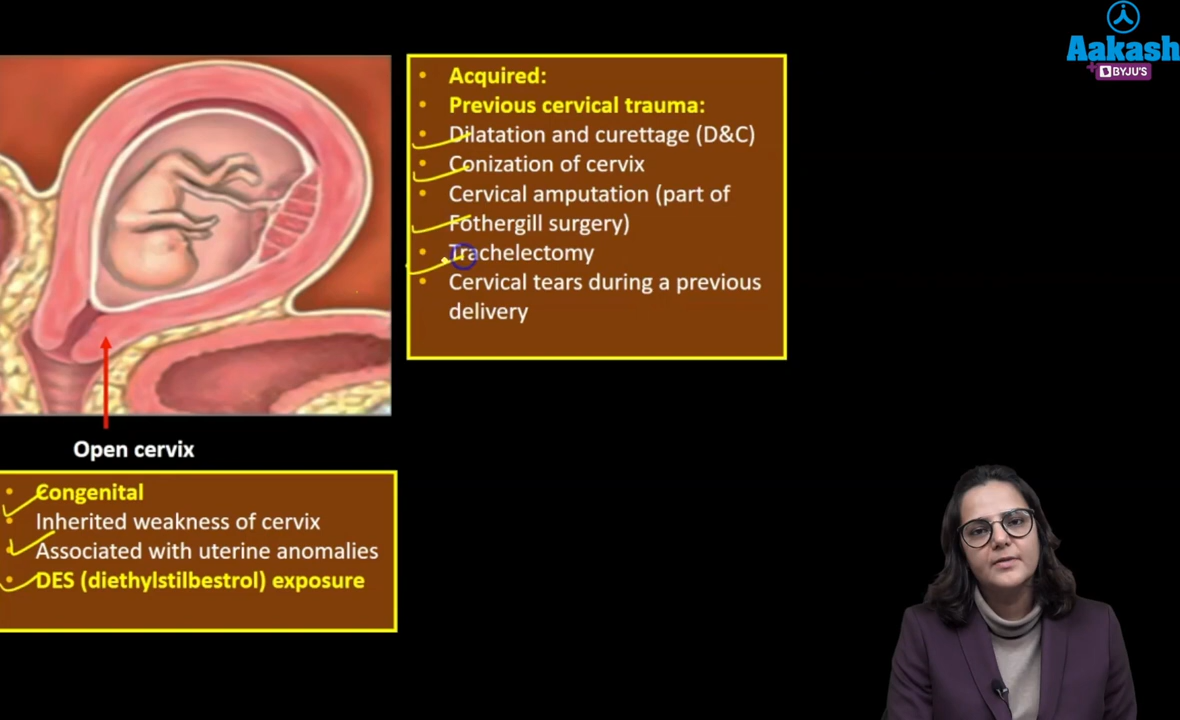 Aakash
BYJU'S
• Acquired:
• Previous cervical trauma:
• Dilatation and curettage (D&C)
• Conization of cervix
• Cervical amputation (part of
Fothergill surgery)
• Trachelectomy
• Cervical tears during a previous
delivery
Open cervix
• Congenital
• Inherited weakness of cervix
• Associated with uterine anomalies
• DES (diethylstilbestrol) exposure